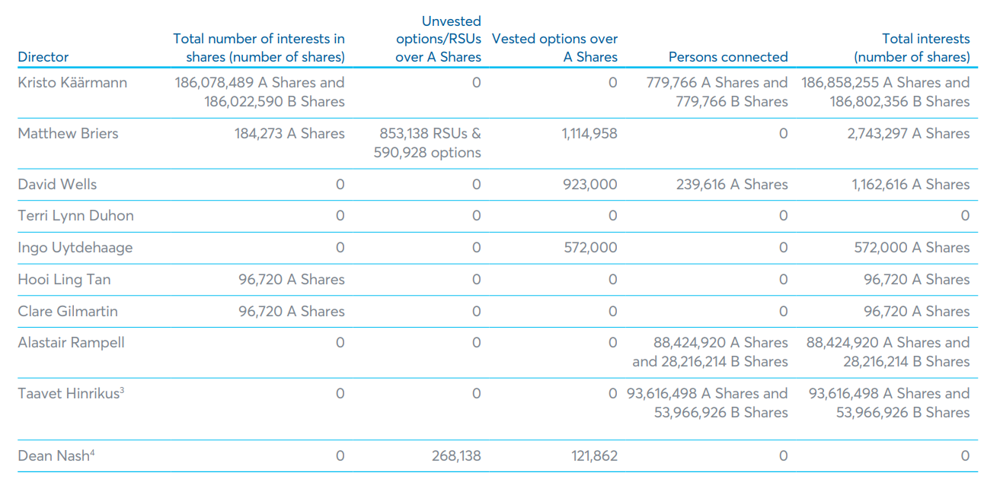 Director Total number of interests in shares (number of shares) Unvested options/RSUs over A Shares Vested options over A Shares Persons connected Total interests (number of shares)
Kristo Käärmann 186,078,489 A Shares and 186,022,590 B Shares 0 0 779,766 A Shares and 779,766 B Shares 186,858,255 A Shares and 186,802,356 B Shares
Matthew Briers 184,273 A Shares 853,138 RSUs & 590,928 options 1,114,958 0 2,743,297 A Shares
David Wells 0 0 923,000 239,616 A Shares 1,162,616 A Shares
Terri Lynn Duhon 0 0 0 0 0
Ingo Uytdehaage 0 0 572,000 0 572,000 A Shares
Hooi Ling Tan 96,720 A Shares 0 0 0 96,720 A Shares
Clare Gilmartin 96,720 A Shares 0 0 0 96,720 A Shares
Alastair Rampell 0 0 0 88,424,920 A Shares and 28,216,214 B Shares 88,424,920 A Shares and 28,216,214 B Shares
Taavet Hinrikus³ 0 0 0 93,616,498 A Shares and 53,966,926 B Shares 93,616,498 A Shares and 53,966,926 B Shares
Dean Nash⁴ 0 268,138 121,862 0 0